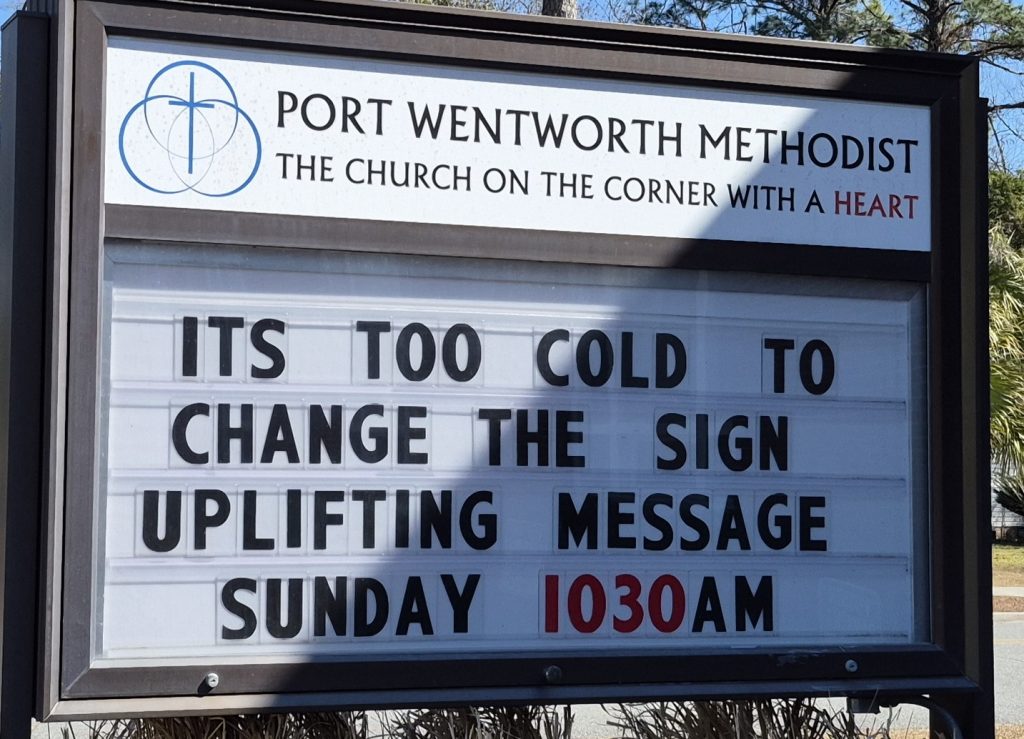 PORT WENTWORTH METHODIST
THE CHURCH ON THE CORNER WITH A HEART
ITS TOO COLD TO
CHANGE THE SIGN
UPLIFTING MESSAGE
SUNDAY 1030AM